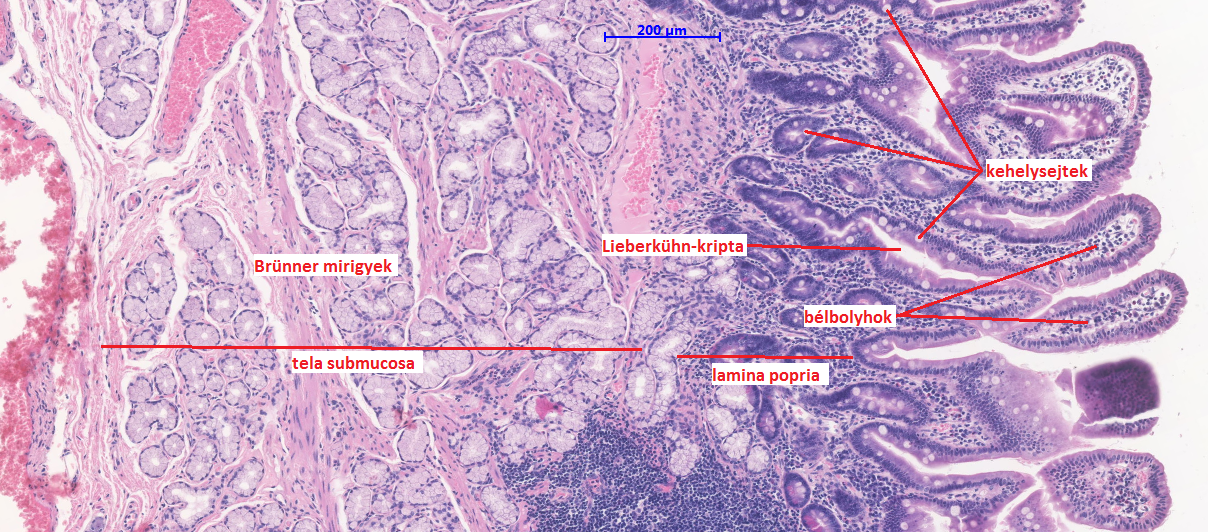 200 µm
kehelysejtek
Lieberkühn-kripta
Brünner mirigyek
bélbolyhok
tela submucosa
lamina popria